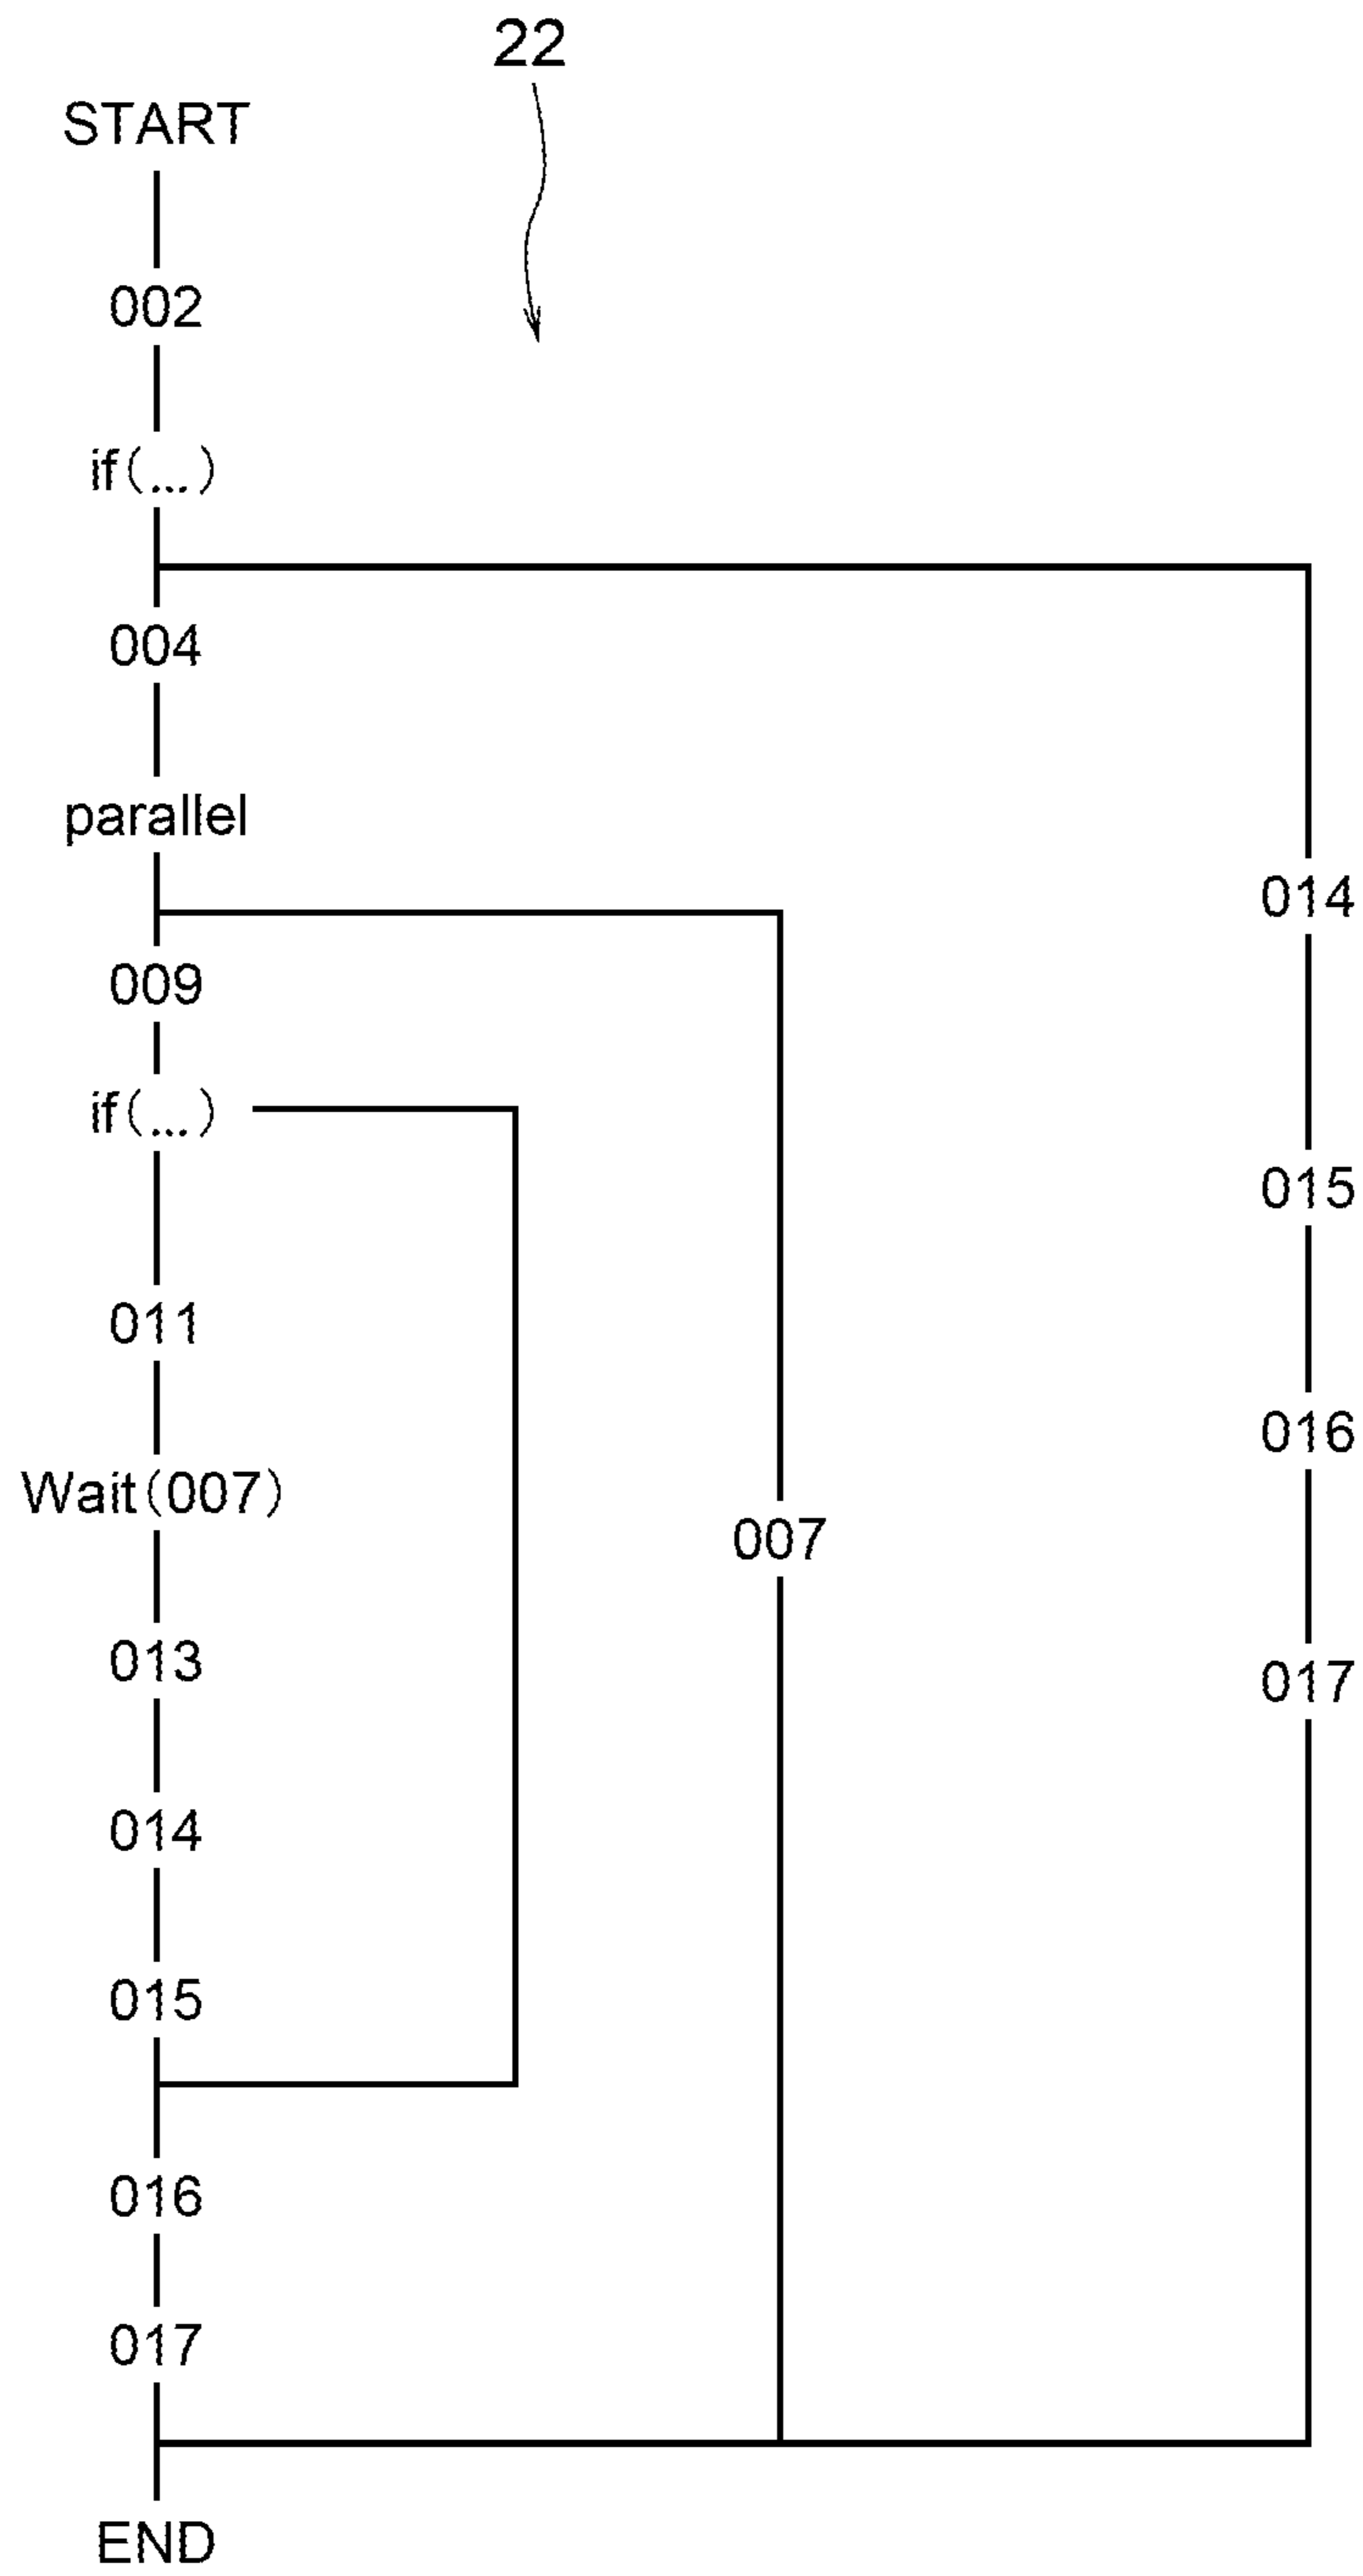 22
START
002
if(...)
004
parallel
009
if(...)
011
Wait(007)
013
014
015
016
017
END
007
014
015
016
017